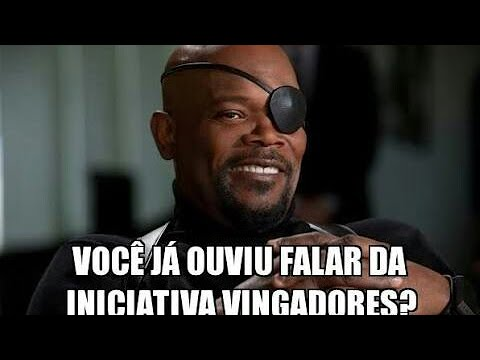 VOCÊ JÁ OUVIU FALAR DA
INICIATIVA VINGADORES?